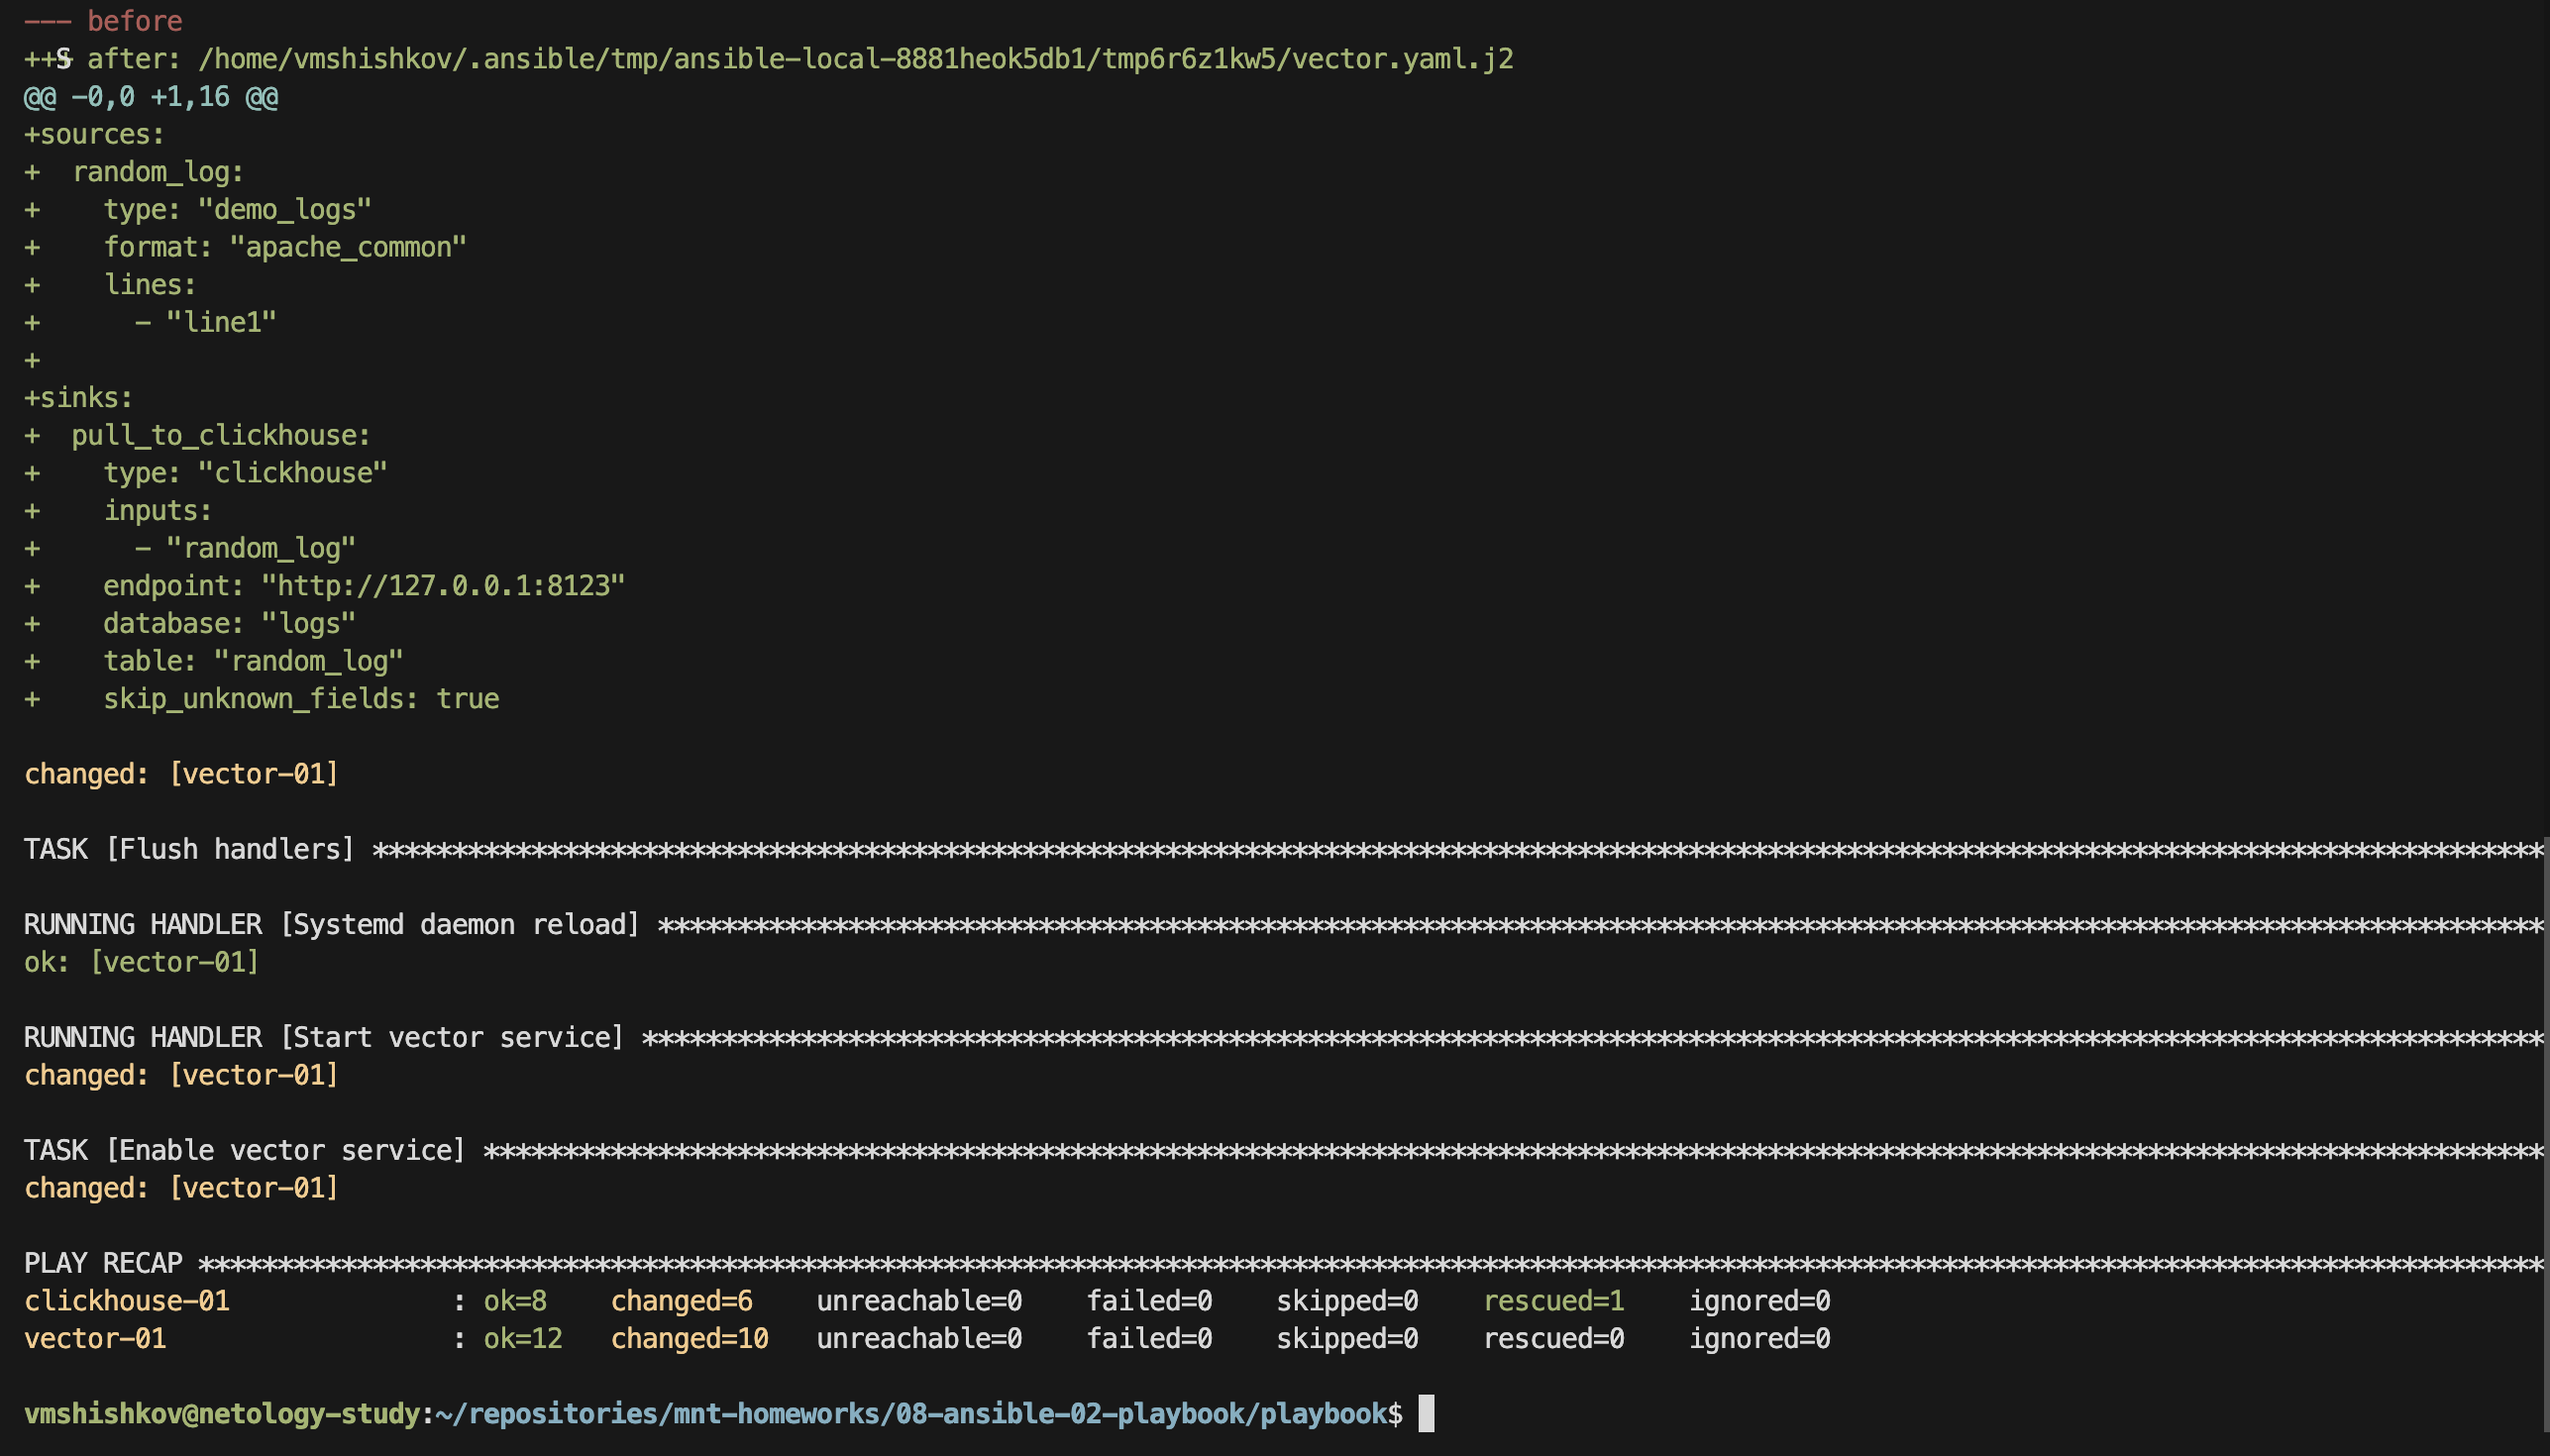 --- before
+++ after: /home/vmshishkov/.ansible/tmp/ansible-local-8881heok5db1/tmp6r6z1kw5/vector.yaml.j2
@@ -0,0 +1,16 @@
+sources:
+  random_log:
+    type: "demo_logs"
+    format: "apache_common"
+    lines:
+      - "line1"
+
+sinks:
+  pull_to_clickhouse:
+    type: "clickhouse"
+    inputs:
+      - "random_log"
+    endpoint: "http://127.0.0.1:8123"
+    database: "logs"
+    table: "random_log"
+    skip_unknown_fields: true

changed: [vector-01]

TASK [Flush handlers] ****************************************************************************************************************************************

RUNNING HANDLER [Systemd daemon reload] **********************************************************************************************************************
ok: [vector-01]

RUNNING HANDLER [Start vector service] ***********************************************************************************************************************
changed: [vector-01]

TASK [Enable vector service] *********************************************************************************************************************************
changed: [vector-01]

PLAY RECAP ***************************************************************************************************************************************************
clickhouse-01              : ok=8    changed=6    unreachable=0    failed=0    skipped=0    rescued=1    ignored=0
vector-01                  : ok=12   changed=10   unreachable=0    failed=0    skipped=0    rescued=0    ignored=0

vmshishkov@netology-study:~/repositories/mnt-homeworks/08-ansible-02-playbook/playbook$